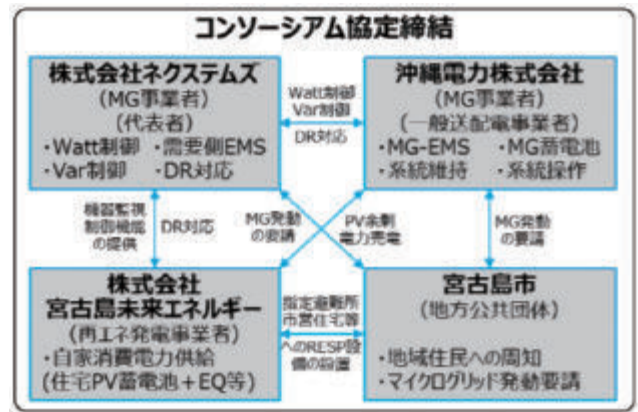 コンソーシアム協定締結
株式会社ネクステムズ
(MG事業者)
(代表者)
・Watt制御 ・需要側EMS
・Var制御 ・DR対応
Watt制御
Var制御
DR対応
沖縄電力株式会社
(MG事業者)
(一般送配電事業者)
・MG-EMS ・MG蓄電池
・系統維持 ・系統操作
機器監視
制御機能
の提供
DR対応
MG発動
の要請
PV余剰
電力売電
MG発動
の要請
株式会社
宮古島未来エネルギー
(再エネ発電事業者)
・自家消費電力供給
(住宅PV蓄電池+EQ等)
指定避難所
市営住宅等
へのRESP設
備の設置
宮古島市
(地方公共団体)
・地域住民への周知
・マイクログリッド発動要請